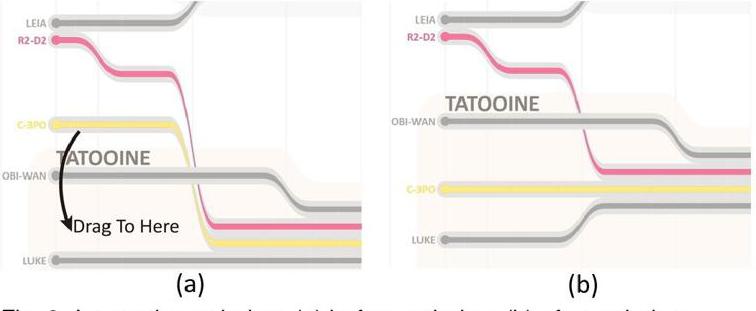 LEIA
R2-D2
C-3PO
TATOOINE
OBI-WAN
Drag To Here
LUKE
(a)
LEIA
R2-D2
TATOOINE
OBI-WAN
C-3PO
LUKE
(b)